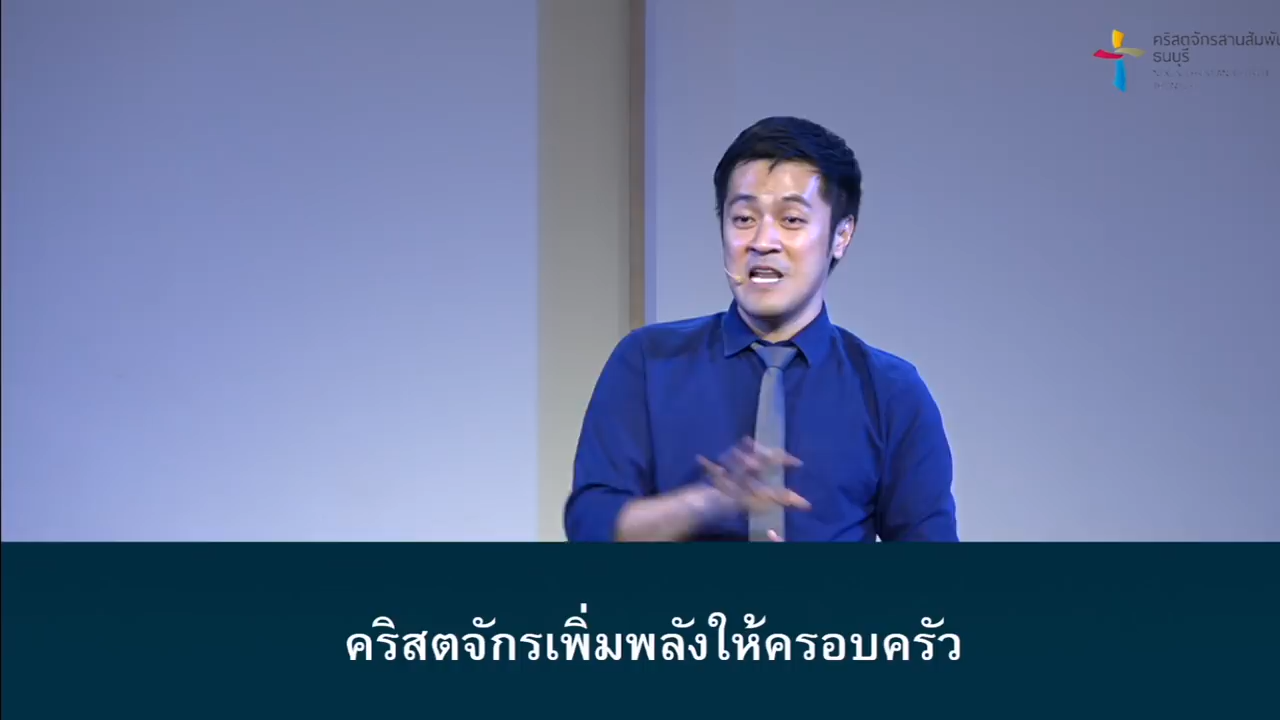 คริสตจักรสานสัมพัน
ธนบุรี
คริสตจักรเพิ่มพลังให้ครอบครัว